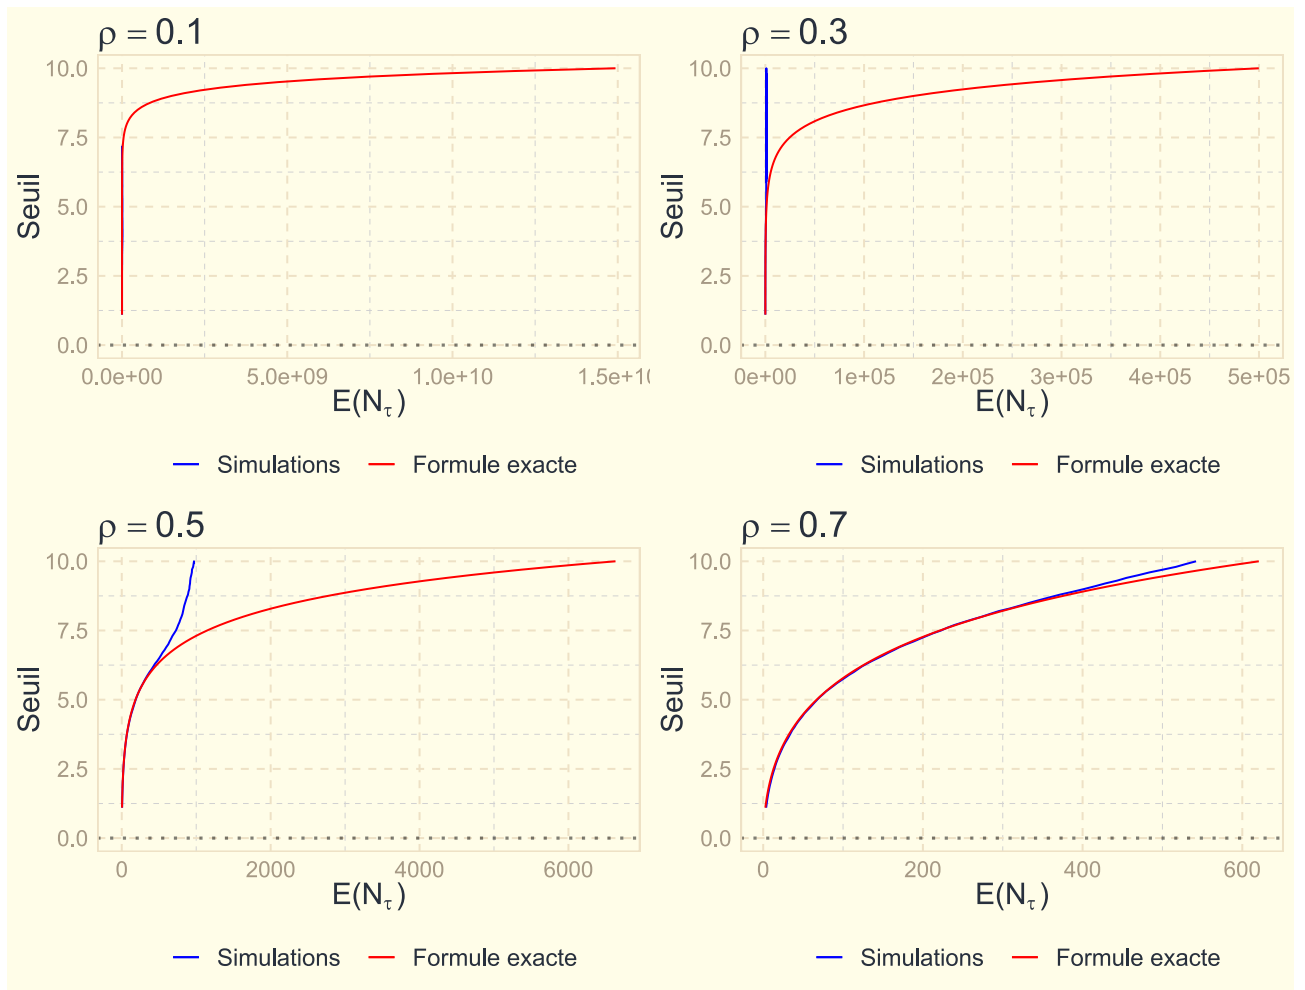 ρ = 0.1
10.0
7.5
5.0
2.5
0.0
Seuil
0.0e+00 5.0e+09 1.0e+10 1.5e+10
E(Nτ)
Simulations Formule exacte
ρ = 0.3
10.0
7.5
5.0
2.5
0.0
Seuil
0e+00 1e+05 2e+05 3e+05 4e+05 5e+05
E(Nτ)
Simulations Formule exacte
ρ = 0.5
10.0
7.5
5.0
2.5
0.0
Seuil
0 2000 4000 6000
E(Nτ)
Simulations Formule exacte
ρ = 0.7
10.0
7.5
5.0
2.5
0.0
Seuil
0 200 400 600
E(Nτ)
Simulations Formule exacte